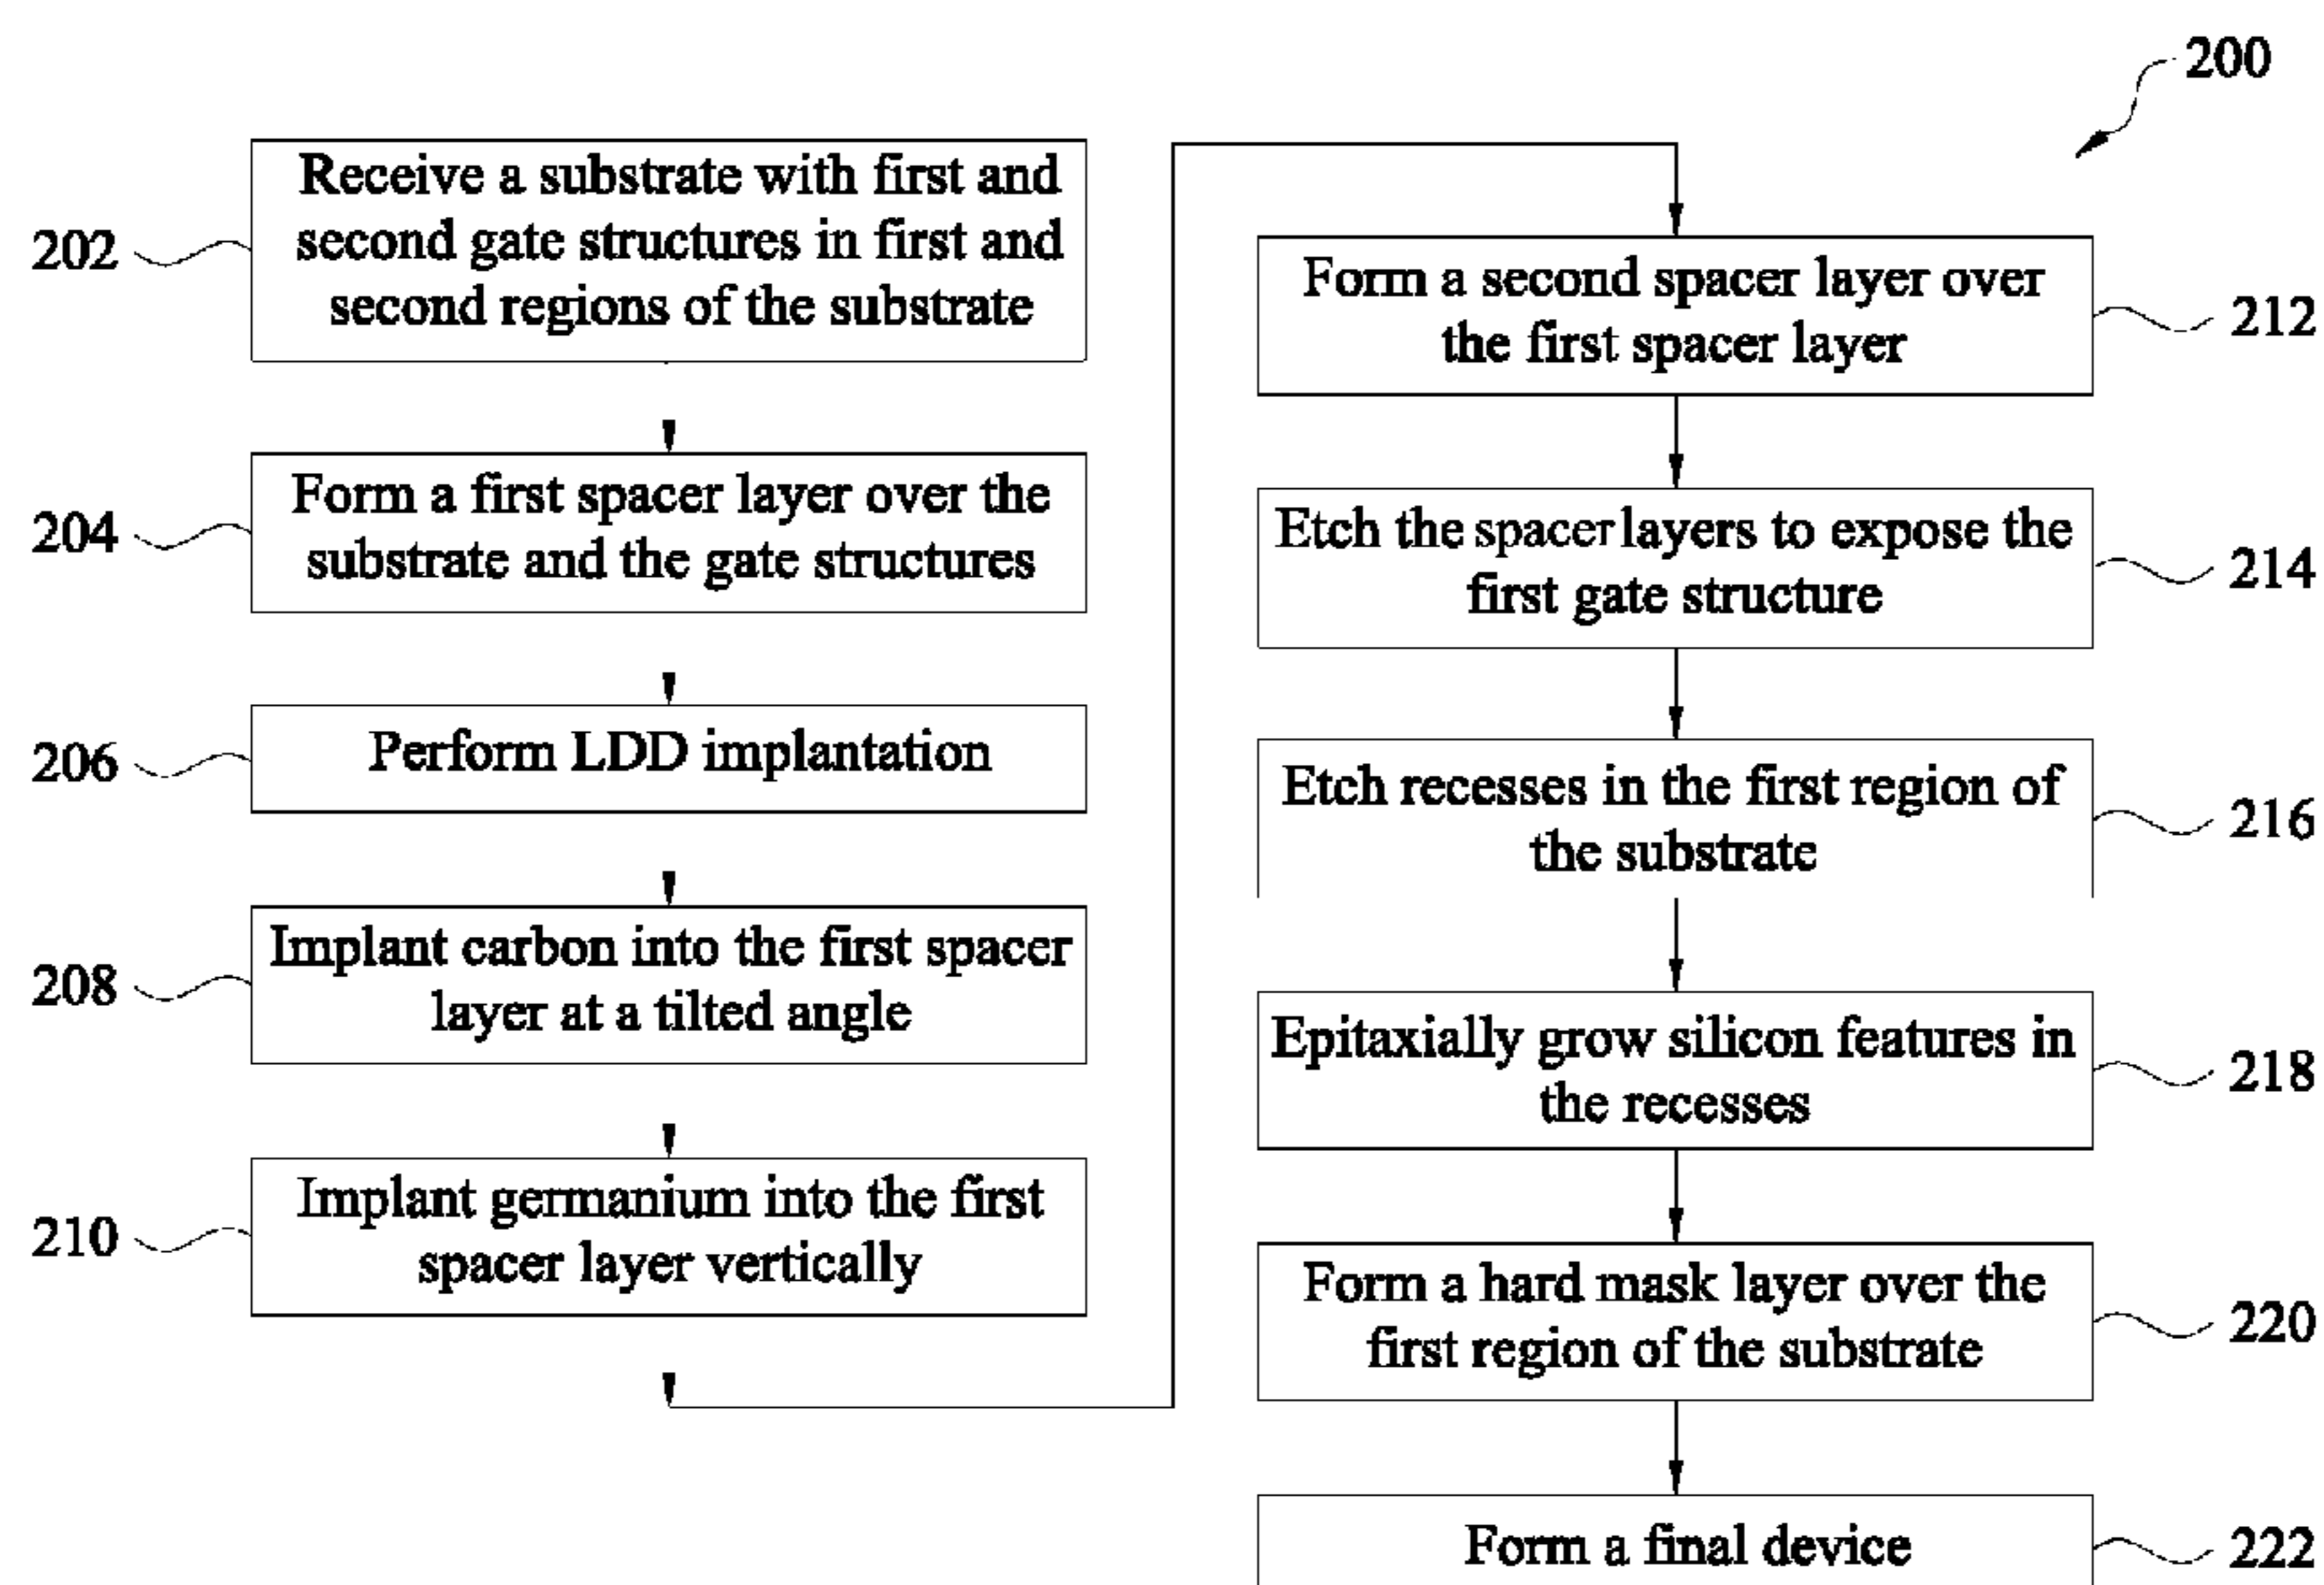 200
202
Receive a substrate with first and
second gate structures in first and
second regions of the substrate
204
Form a first spacer layer over the
substrate and the gate structures
206
Perform LDD implantation
208
Implant carbon into the first spacer
layer at a tilted angle
210
Implant germanium into the first
spacer layer vertically
Form a second spacer layer over
the first spacer layer
212
Etch the spacer layers to expose the
first gate structure
214
Etch recesses in the first region of
the substrate
216
Epitaxially grow silicon features in
the recesses
218
Form a hard mask layer over the
first region of the substrate
220
Form a final device
222